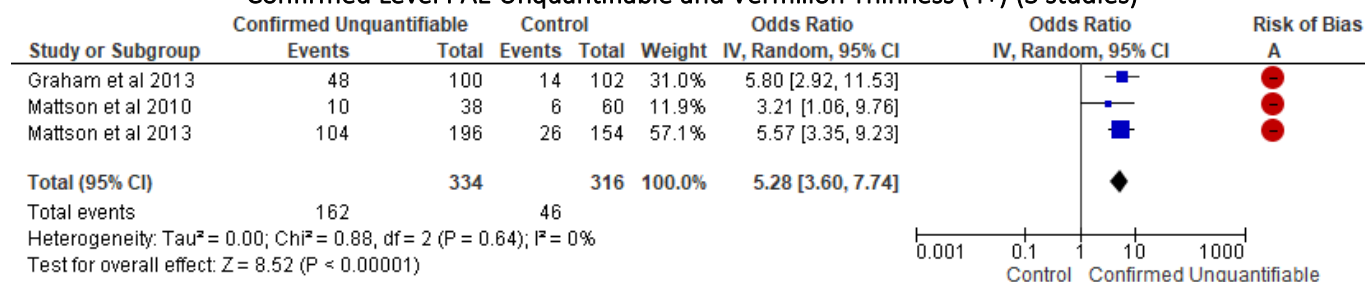 Confirmed Unquantifiable Control Odds Ratio Odds Ratio Risk of Bias
Study or Subgroup Events Total Events Total Weight IV, Random, 95% CI IV, Random, 95% CI A
Graham et al 2013 48 100 14 102 31.0% 5.80 [2.92, 11.53]
Mattson et al 2010 10 38 6 60 11.9% 3.21 [1.06, 9.76]
Mattson et al 2013 104 196 26 154 57.1% 5.57 [3.35, 9.23]
Total (95% CI) 334 316 100.0% 5.28 [3.60, 7.74]
Total events 162 46
Heterogeneity: Tau² = 0.00; Chi² = 0.88, df = 2 (P = 0.64); I² = 0%
Test for overall effect: Z = 8.52 (P < 0.00001)
0.001 0.1 1 10 1000
Control Confirmed Unquantifiable